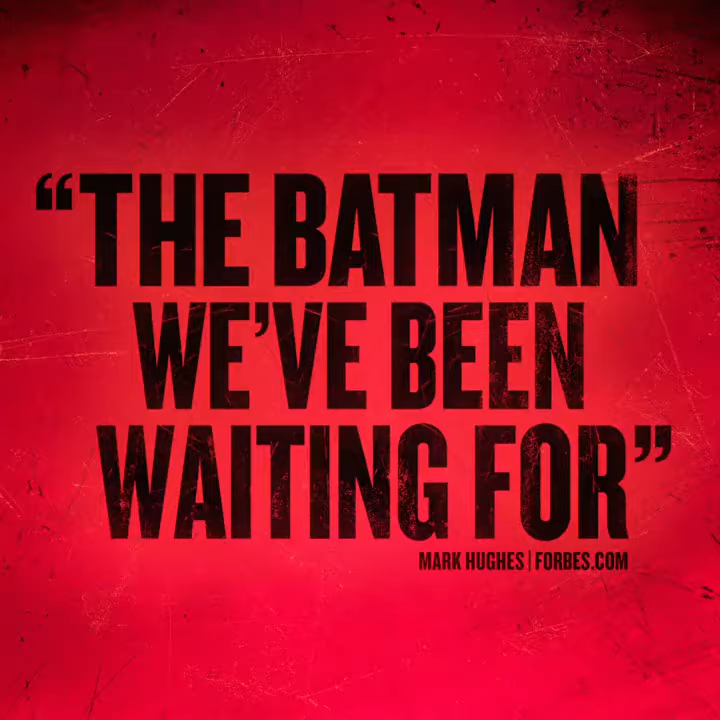 “THE BATMAN
WE’VE BEEN
WAITING FOR”
MARK HUGHES | FORBES.COM